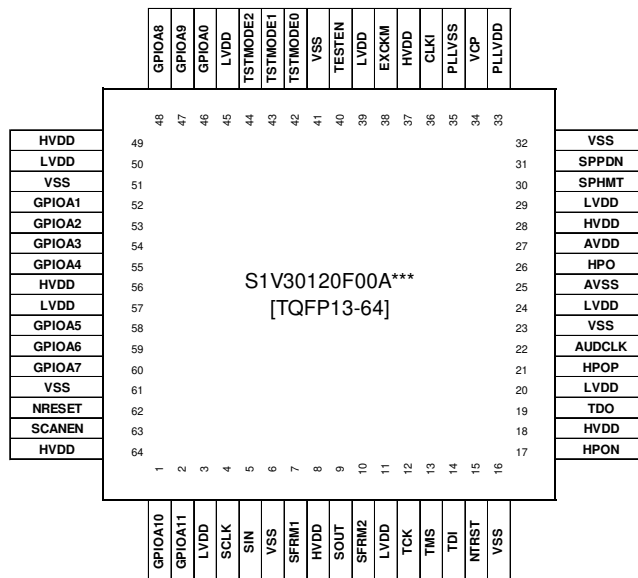 GPIOA8
GPIOA9
GPIOA0
LVDD
TSTMODE2
TSTMODE1
TSTMODE0
VSS
TESTEN
LVDD
EXCKM
HVDD
CLKI
PLLVSS
VCP
PLLVDD
48 47 46 45 44 43 42 41 40 39 38 37 36 35 34 33
HVDD 49
LVDD 50
VSS 51
GPIOA1 52
GPIOA2 53
GPIOA3 54
GPIOA4 55
HVDD 56
LVDD 57
GPIOA5 58
GPIOA6 59
GPIOA7 60
VSS 61
NRESET 62
SCANEN 63
HVDD 64
S1V30120F00A***
[TQFP13-64]
32 VSS
31 SPPDN
30 SPHMT
29 LVDD
28 HVDD
27 AVDD
26 HPO
25 AVSS
24 LVDD
23 VSS
22 AUDCLK
21 HPOP
20 LVDD
19 TDO
18 HVDD
17 HPON
1 2 3 4 5 6 7 8 9 10 11 12 13 14 15 16
GPIOA10
GPIOA11
LVDD
SCLK
SIN
VSS
SFRM1
HVDD
SOUT
SFRM2
LVDD
TCK
TMS
TDI
NTRST
VSS